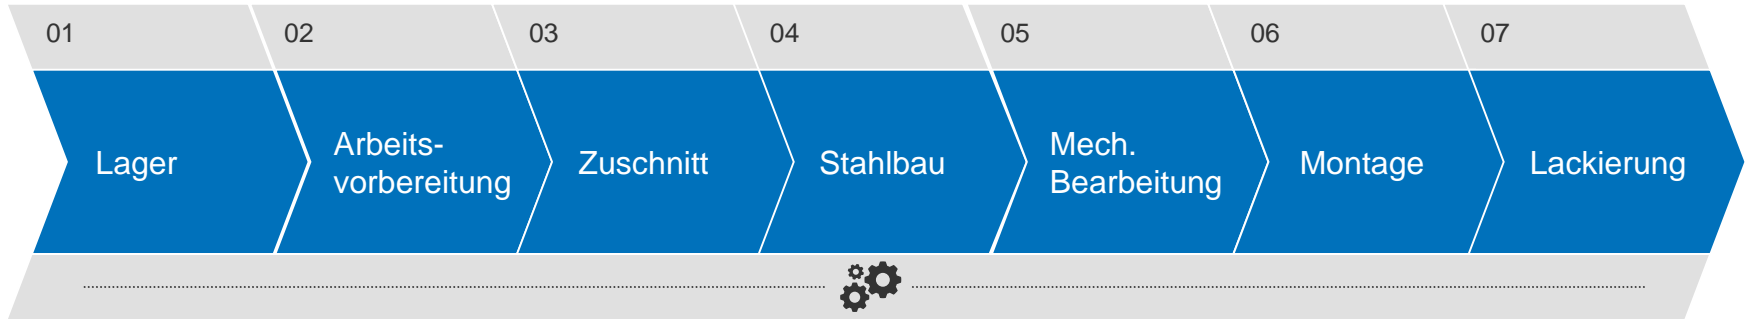 01
02
03
04
05
06
07
Lager
Arbeits-
vorbereitung
Zuschnitt
Stahlbau
Mech.
Bearbeitung
Montage
Lackierung